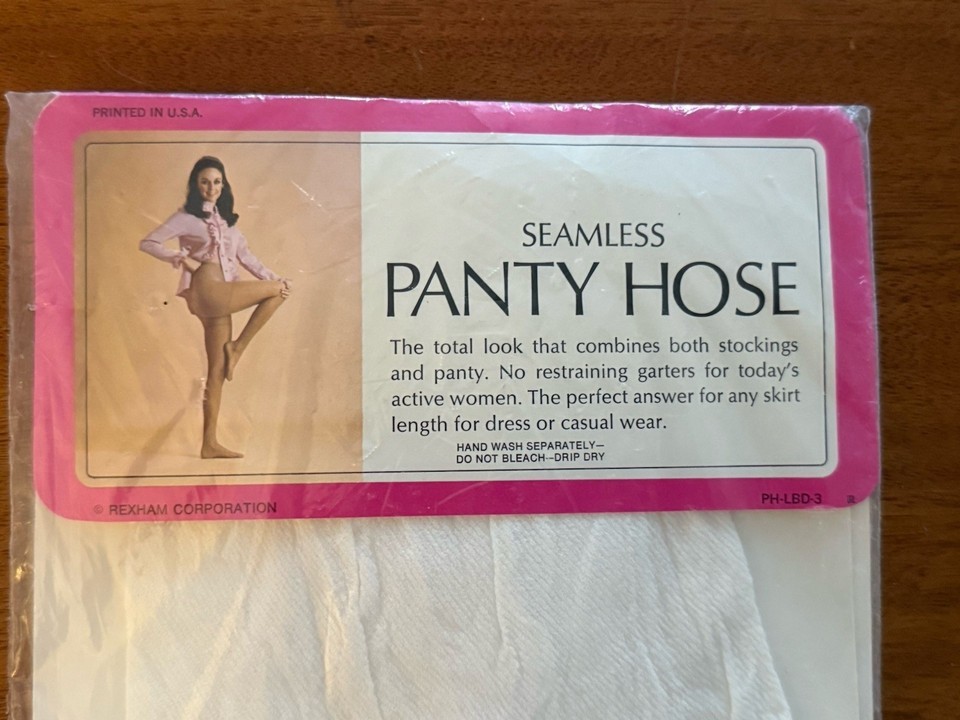 PRINTED IN U.S.A.
SEAMLESS
PANTY HOSE
The total look that combines both stockings
and panty. No restraining garters for today's
active women. The perfect answer for any skirt
length for dress or casual wear.
HAND WASH SEPARATELY—
DO NOT BLEACH—DRIP DRY
© REXHAM CORPORATION
PH-LBD-3